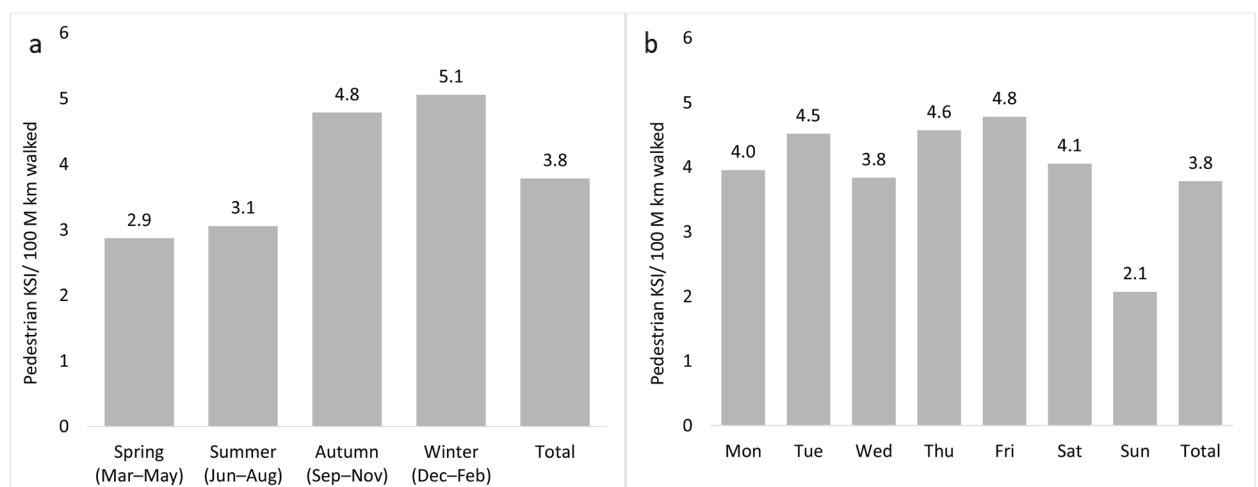 a
Pedestrian KSI/ 100 M km walked
6
5
4
3
2
1
0
2.9
3.1
4.8
5.1
3.8
Spring
(Mar–May)
Summer
(Jun–Aug)
Autumn
(Sep–Nov)
Winter
(Dec–Feb)
Total
b
Pedestrian KSI/ 100 M km walked
6
5
4
3
2
1
0
4.0
4.5
3.8
4.6
4.8
4.1
2.1
3.8
Mon
Tue
Wed
Thu
Fri
Sat
Sun
Total